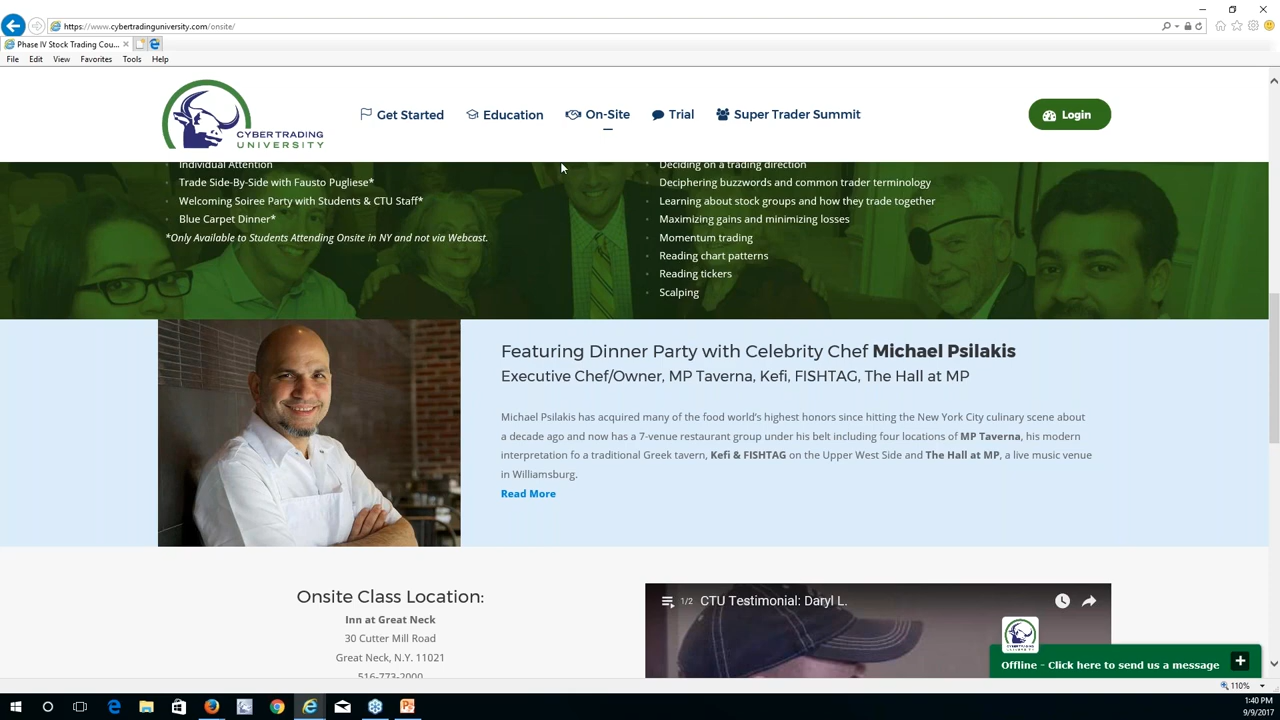 https://www.cybertradinguniversity.com/onsite/
Phase IV Stock Trading Cou...
File Edit View Favorites Tools Help
CYBERTRADING
UNIVERSITY
Get Started Education On-Site Trial Super Trader Summit Login
Individual Attention
Trade Side-By-Side with Fausto Pugliese*
Welcoming Soiree Party with Students & CTU Staff*
Blue Carpet Dinner*
*Only Available to Students Attending Onsite in NY and not via Webcast.
Deciding on a trading direction
Deciphering buzzwords and common trader terminology
Learning about stock groups and how they trade together
Maximizing gains and minimizing losses
Momentum trading
Reading chart patterns
Reading tickers
Scalping
Featuring Dinner Party with Celebrity Chef Michael Psilakis
Executive Chef/Owner, MP Taverna, Kefi, FISHTAG, The Hall at MP
Michael Psilakis has acquired many of the food world's highest honors since hitting the New York City culinary scene about
a decade ago and now has a 7-venue restaurant group under his belt including four locations of MP Taverna, his modern
interpretation fo a traditional Greek tavern, Kefi & FISHTAG on the Upper West Side and The Hall at MP, a live music venue
in Williamsburg.
Read More
Onsite Class Location:
Inn at Great Neck
30 Cutter Mill Road
Great Neck, N.Y. 11021
516-773-2000
1/2 CTU Testimonial: Daryl L.
Offline - Click here to send us a message
110%
1:40 PM
9/9/2017